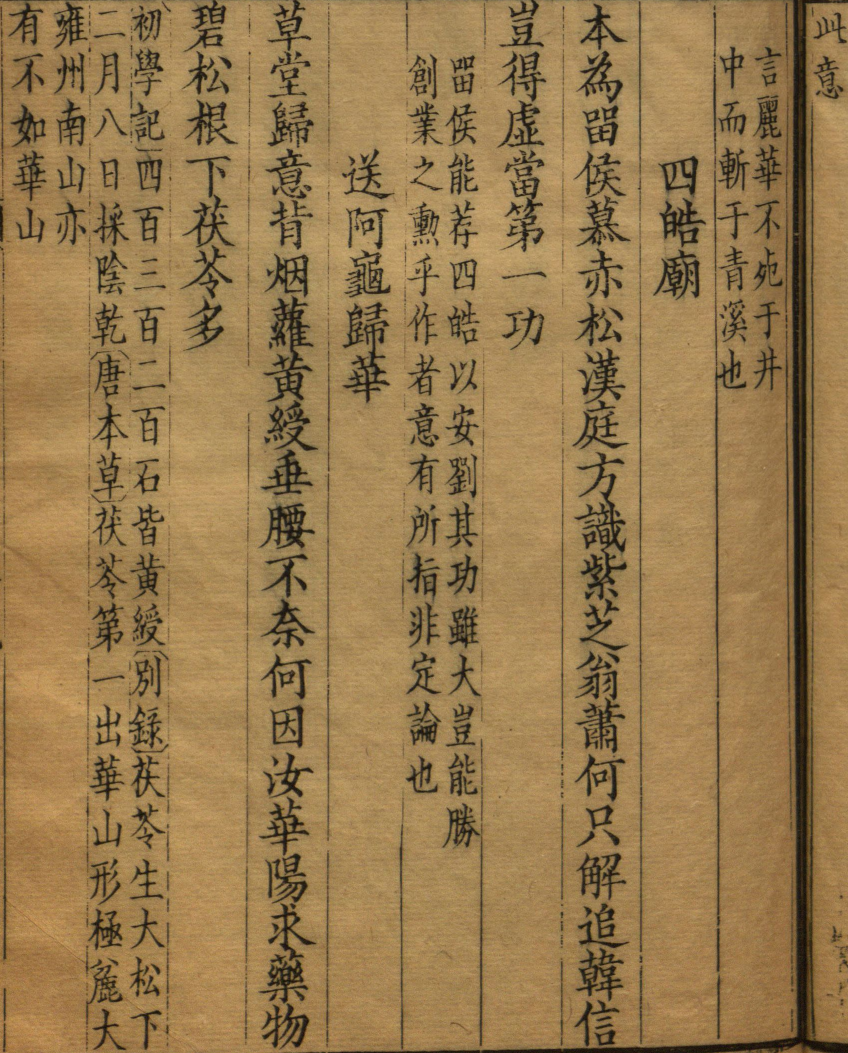 此意
言麗華不死于井
中而斬于青溪也
四皓廟
本為畱侯慕赤松漢庭方識紫芝翁蕭何只解追韓信
豈得虛當第一功
畱侯能荐四皓以安劉其功雖大豈能勝
創業之勲乎作者意有所指非定論也
送阿龜歸華
草堂歸意背烟蘿黃綬垂腰不奈何因汝華陽求藥物
碧松根下茯苓多
初學記四百三百二百石皆黃綬別錄茯苓生大松下
二月八日採陰乾唐本草茯苓第一出華山形極麄大
雍州南山亦
有不如華山